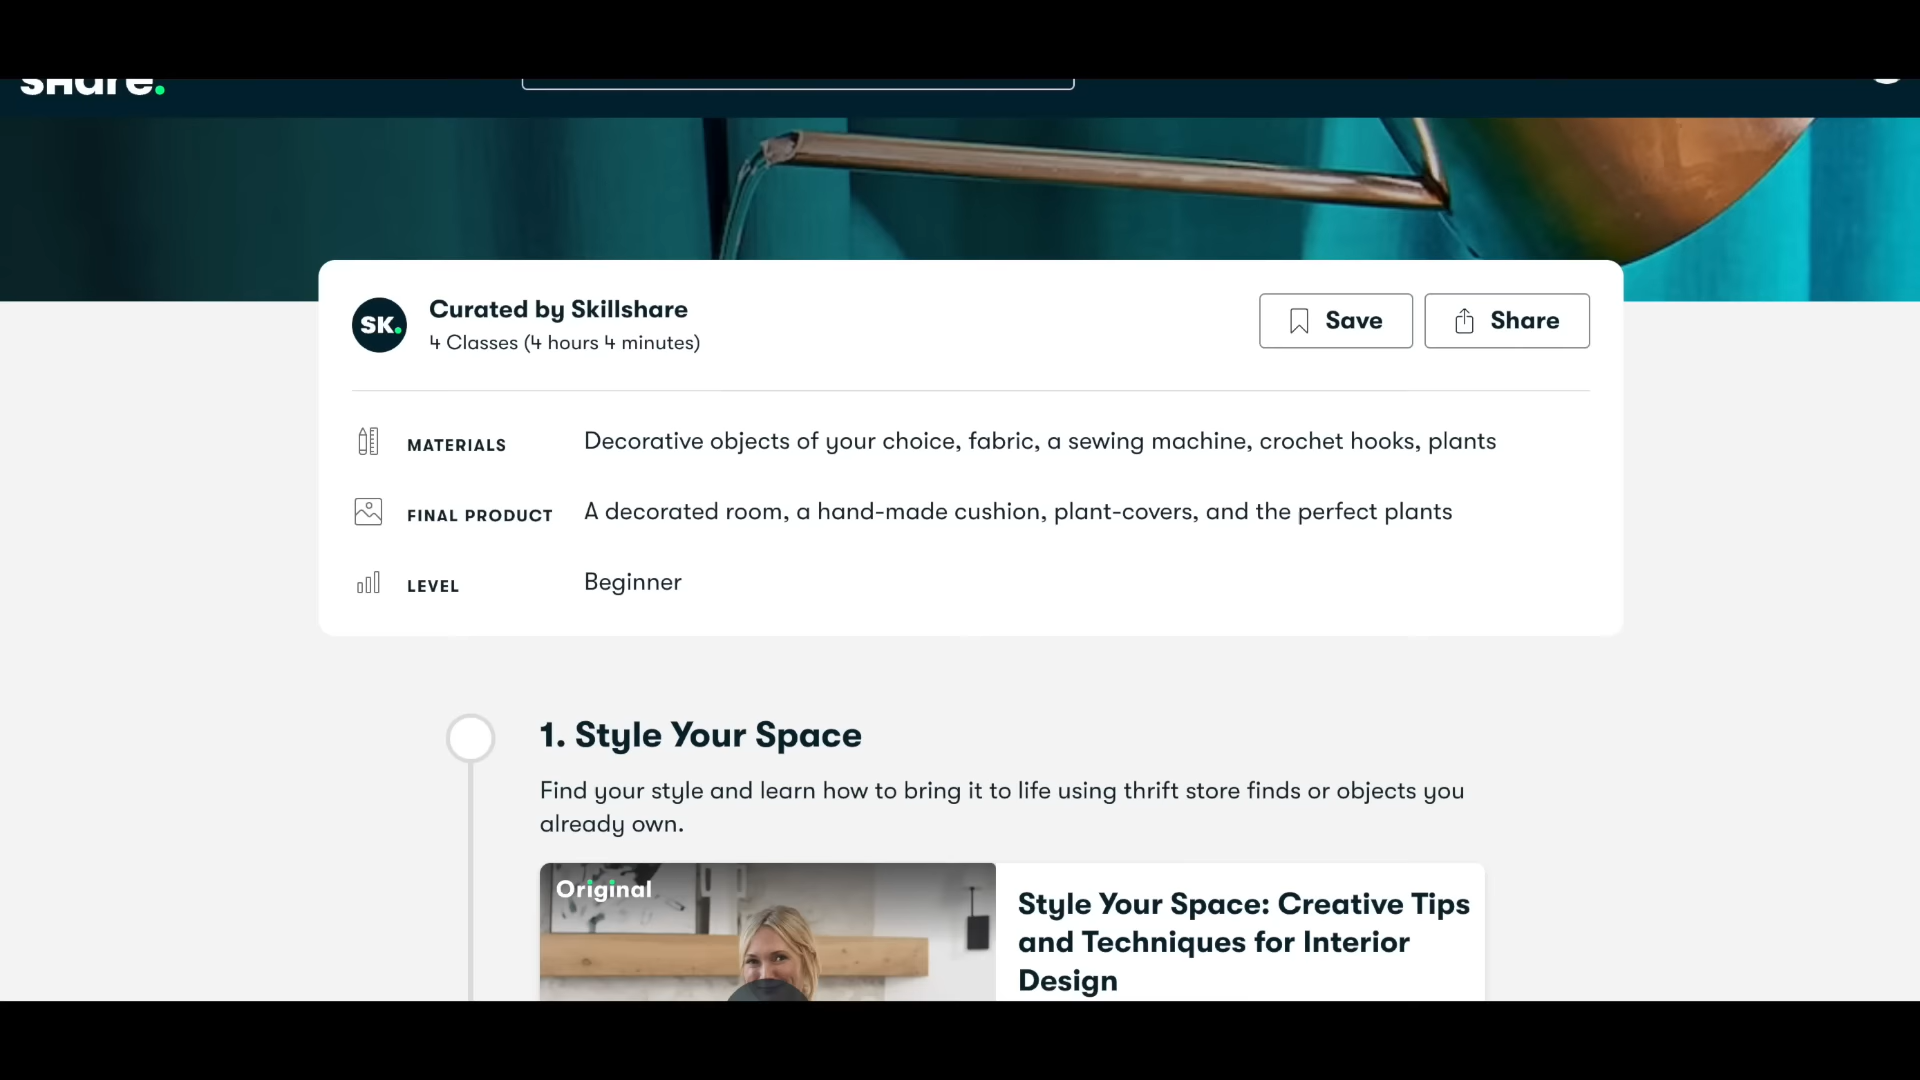 share.
SK.
Curated by Skillshare
4 Classes (4 hours 4 minutes)
Save
Share
MATERIALS
Decorative objects of your choice, fabric, a sewing machine, crochet hooks, plants
FINAL PRODUCT
A decorated room, a hand-made cushion, plant-covers, and the perfect plants
LEVEL
Beginner
1. Style Your Space
Find your style and learn how to bring it to life using thrift store finds or objects you
already own.
Original
Style Your Space: Creative Tips
and Techniques for Interior
Design